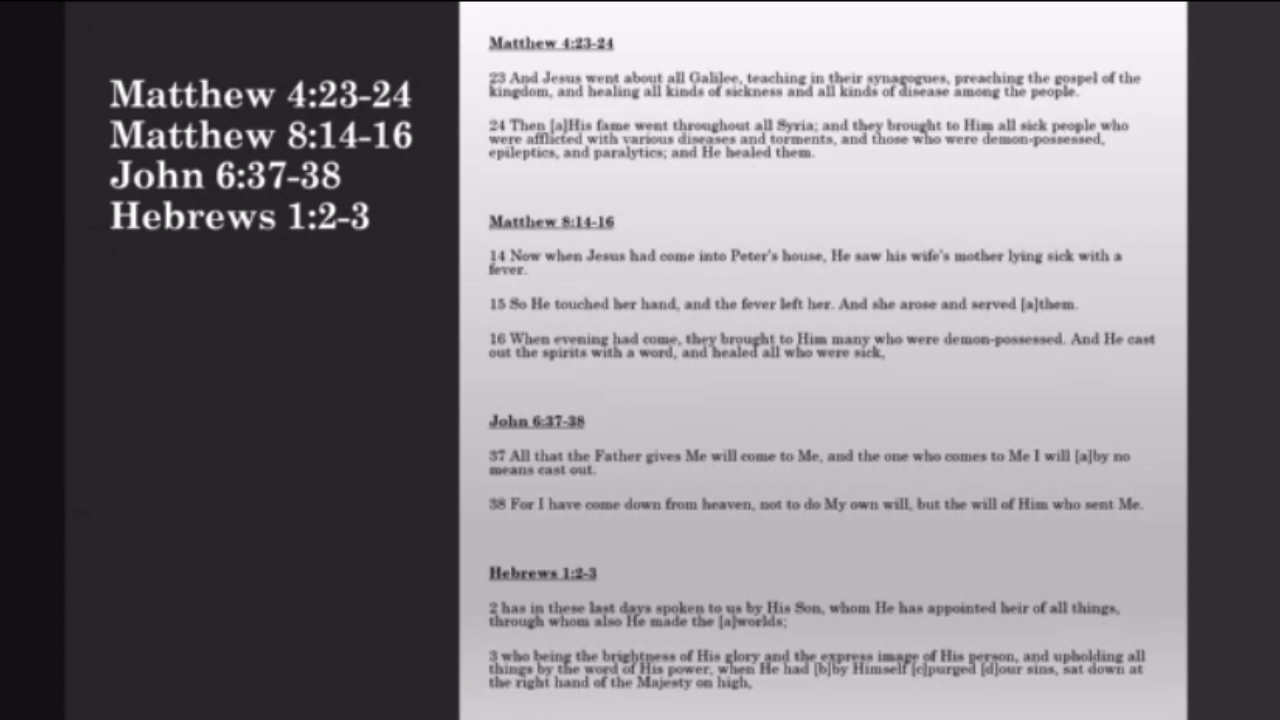 Matthew 4:23-24
Matthew 8:14-16
John 6:37-38
Hebrews 1:2-3
Matthew 4:23-24
23 And Jesus went about all Galilee, teaching in their synagogues, preaching the gospel of the
kingdom, and healing all kinds of sickness and all kinds of disease among the people.
24 Then [a]His fame went throughout all Syria; and they brought to Him all sick people who
were afflicted with various diseases and torments, and those who were demon-possessed,
epileptics, and paralytics; and He healed them.
Matthew 8:14-16
14 Now when Jesus had come into Peter's house, He saw his wife's mother lying sick with a
fever.
15 So He touched her hand, and the fever left her. And she arose and served [a]them.
16 When evening had come, they brought to Him many who were demon-possessed. And He cast
out the spirits with a word, and healed all who were sick,
John 6:37-38
37 All that the Father gives Me will come to Me, and the one who comes to Me I will [a]by no
means cast out.
38 For I have come down from heaven, not to do My own will, but the will of Him who sent Me.
Hebrews 1:2-3
2 has in these last days spoken to us by His Son, whom He has appointed heir of all things,
through whom also He made the [a]worlds;
3 who being the brightness of His glory and the express image of His person, and upholding all
things by the word of His power, when He had [b]by Himself [c]purged [d]our sins, sat down at
the right hand of the Majesty on high,